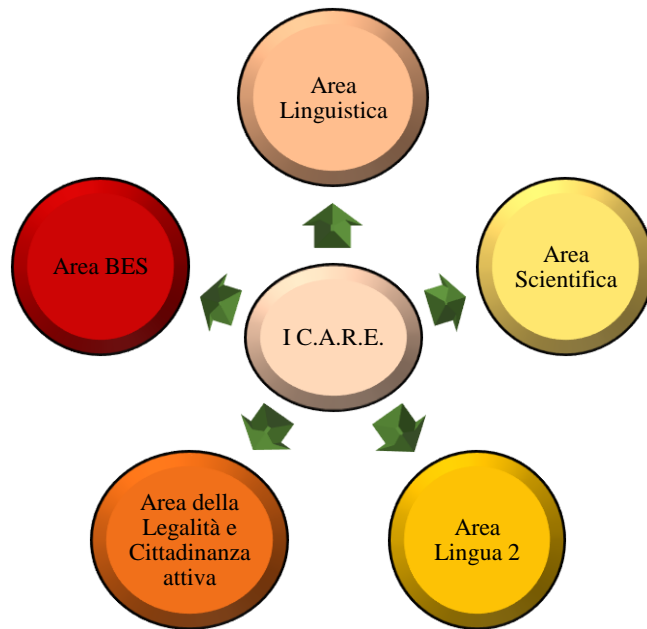 Area
Linguistica
Area BES
Area
Scientifica
I C.A.R.E.
Area della
Legalità e
Cittadinanza
attiva
Area
Lingua 2